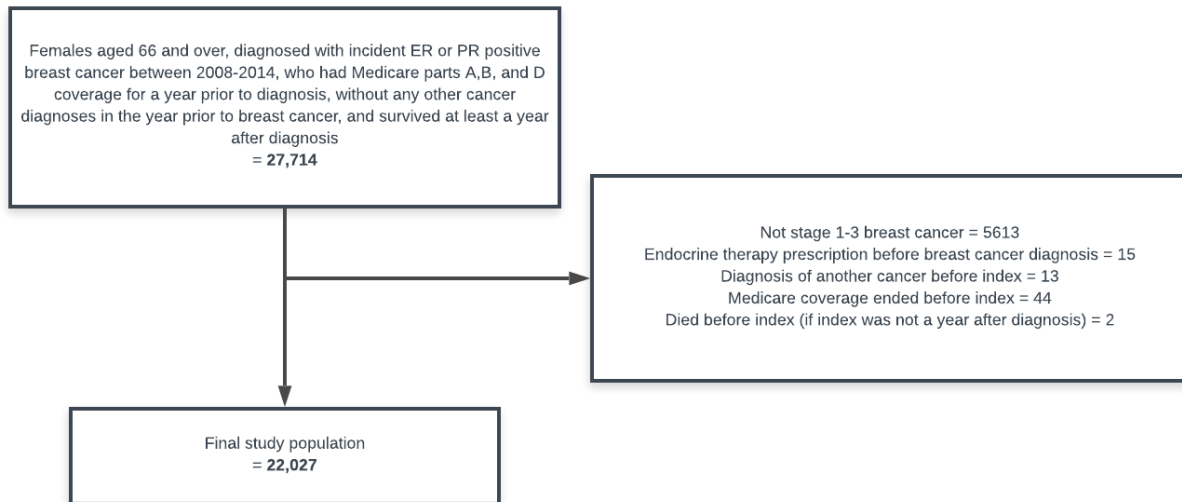 Females aged 66 and over, diagnosed with incident ER or PR positive
breast cancer between 2008-2014, who had Medicare parts A,B, and D
coverage for a year prior to diagnosis, without any other cancer
diagnoses in the year prior to breast cancer, and survived at least a year
after diagnosis
= 27,714
Not stage 1-3 breast cancer = 5613
Endocrine therapy prescription before breast cancer diagnosis = 15
Diagnosis of another cancer before index = 13
Medicare coverage ended before index = 44
Died before index (if index was not a year after diagnosis) = 2
Final study population
= 22,027